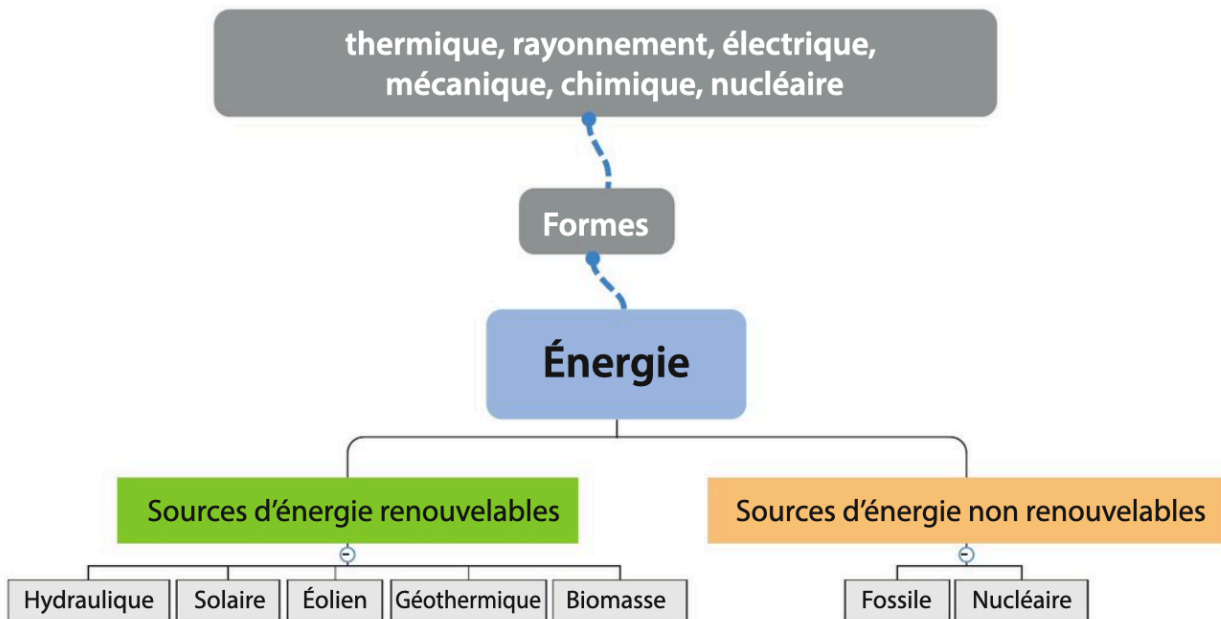 thermique, rayonnement, électrique,
mécanique, chimique, nucléaire
Formes
Énergie
Sources d'énergie renouvelables
Sources d'énergie non renouvelables
Hydraulique
Solaire
Éolien
Géothermique
Biomasse
Fossile
Nucléaire